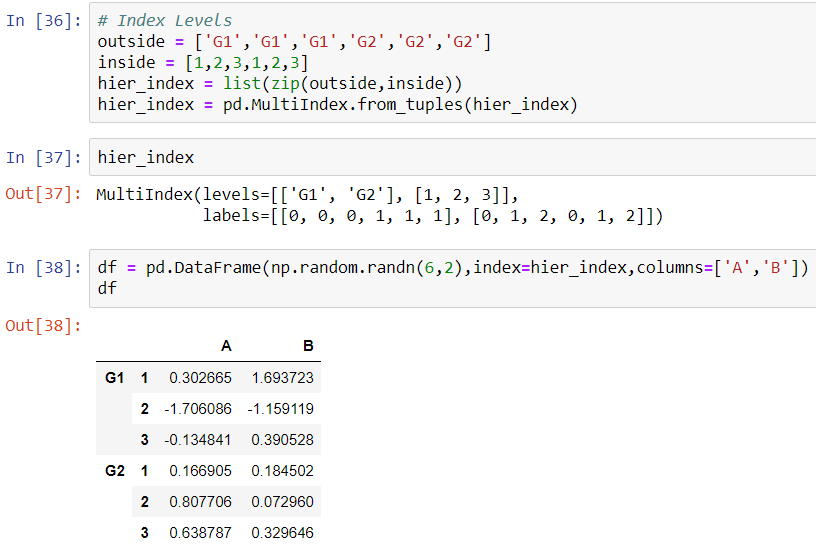 In [36]: # Index Levels
outside = ['G1','G1','G1','G2','G2','G2']
inside = [1,2,3,1,2,3]
hier_index = list(zip(outside,inside))
hier_index = pd.MultiIndex.from_tuples(hier_index)
In [37]: hier_index
Out[37]: MultiIndex(levels=[['G1', 'G2'], [1, 2, 3]],
labels=[[0, 0, 0, 1, 1, 1], [0, 1, 2, 0, 1, 2]])
In [38]: df = pd.DataFrame(np.random.randn(6,2),index=hier_index,columns=['A','B'])
df
Out[38]:
A B
G1 1 0.302665 1.693723
2 -1.706086 -1.159119
3 -0.134841 0.390528
G2 1 0.166905 0.184502
2 0.807706 0.072960
3 0.638787 0.329646